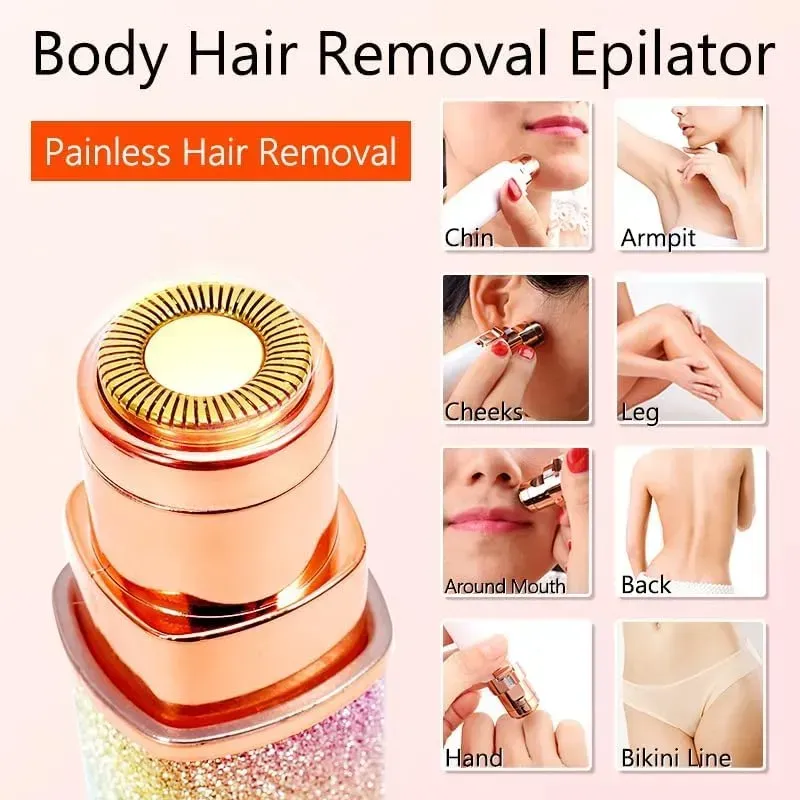 Body Hair Removal Epilator
Painless Hair Removal
Chin
Armpit
Cheeks
Leg
Around Mouth
Back
Hand
Bikini Line